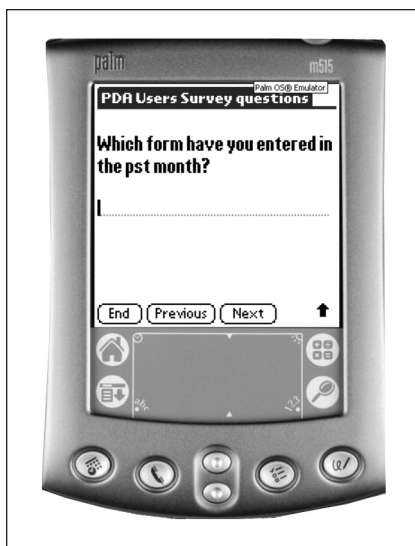 palm
m515
Palm OS® Emulator
PDA Users Survey questions
Which form have you entered in
the pst month?
End Previous Next
abc
123